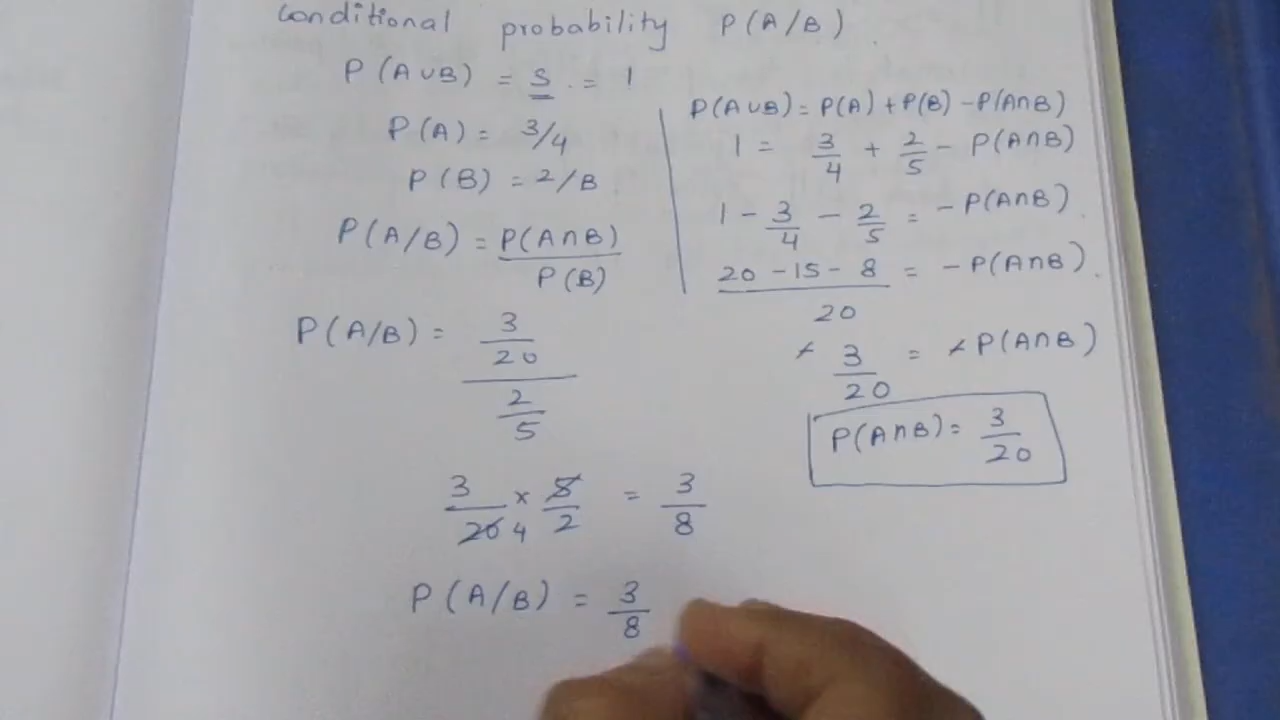 Conditional probability P(A/B)
P(A∪B) = S . = 1
P(A) = 3/4
P(B) = 2/B
P(A/B) = P(A∩B)
P(B)
P(A/B) = 3
20
2
5
3 × 5 = 3
20 4 2 8
P(A/B) = 3
8
P(A∪B) = P(A) + P(B) - P(A∩B)
1 = 3/4 + 2/5 - P(A∩B)
1 - 3/4 - 2/5 = - P(A∩B)
20 - 15 - 8 = - P(A∩B)
20
- 3 = - P(A∩B)
20
P(A∩B) = 3
20